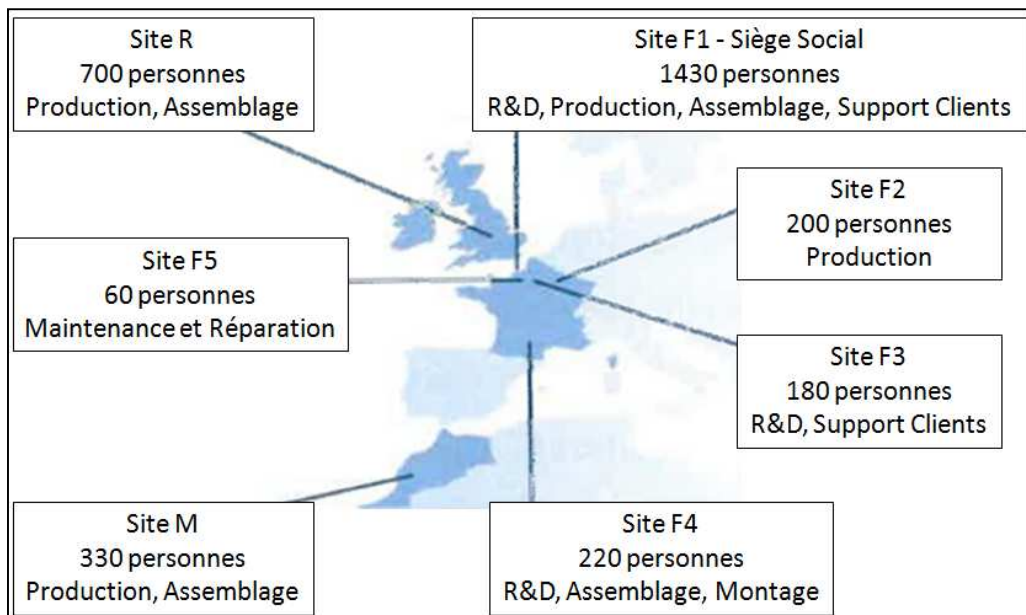 Site R
700 personnes
Production, Assemblage
Site F1 - Siège Social
1430 personnes
R&D, Production, Assemblage, Support Clients
Site F2
200 personnes
Production
Site F5
60 personnes
Maintenance et Réparation
Site F3
180 personnes
R&D, Support Clients
Site M
330 personnes
Production, Assemblage
Site F4
220 personnes
R&D, Assemblage, Montage